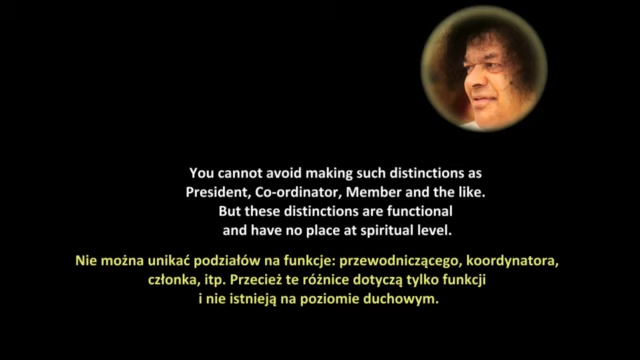 You cannot avoid making such distinctions as
President, Co-ordinator, Member and the like.
But these distinctions are functional
and have no place at spiritual level.
Nie można unikać podziałów na funkcje: przewodniczącego, koordynatora,
członka, itp. Przecież te różnice dotyczą tylko funkcji
i nie istnieją na poziomie duchowym.